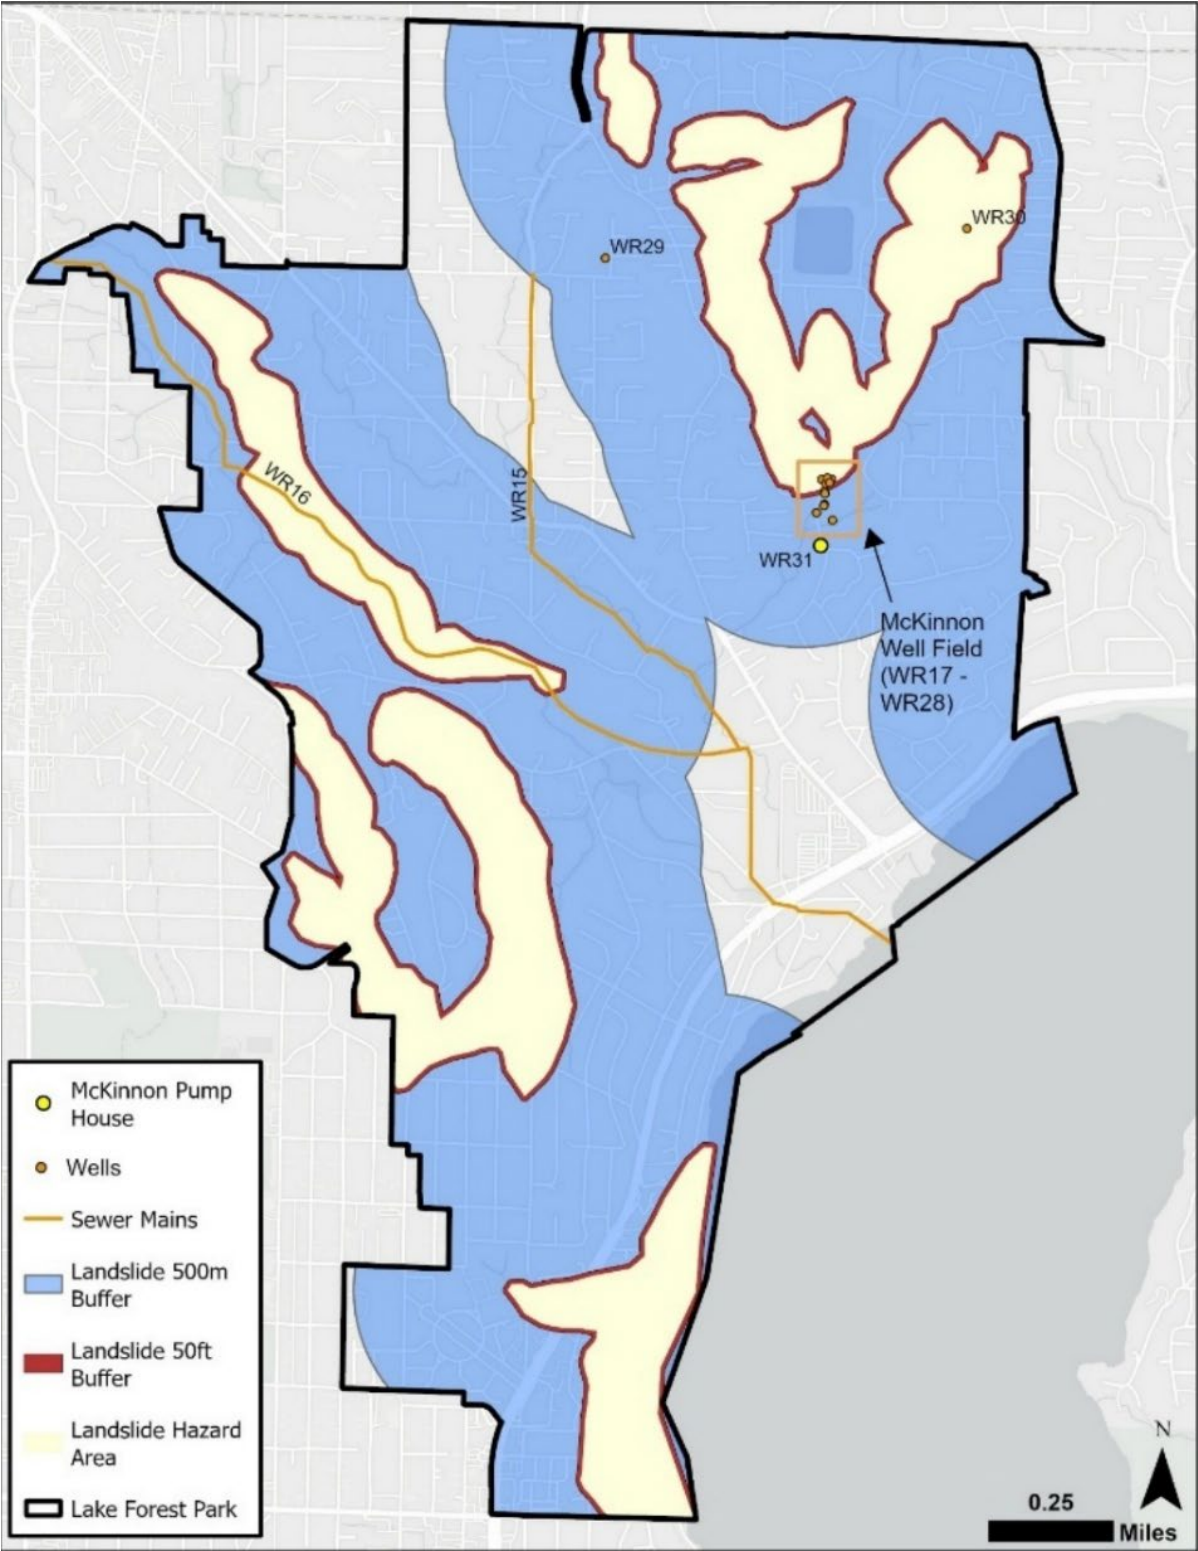 WR30
WR29
WR16
WR15
WR31
McKinnon
Well Field
(WR17 -
WR28)
McKinnon Pump
House
Wells
Sewer Mains
Landslide 500m
Buffer
Landslide 50ft
Buffer
Landslide Hazard
Area
Lake Forest Park
N
0.25
Miles